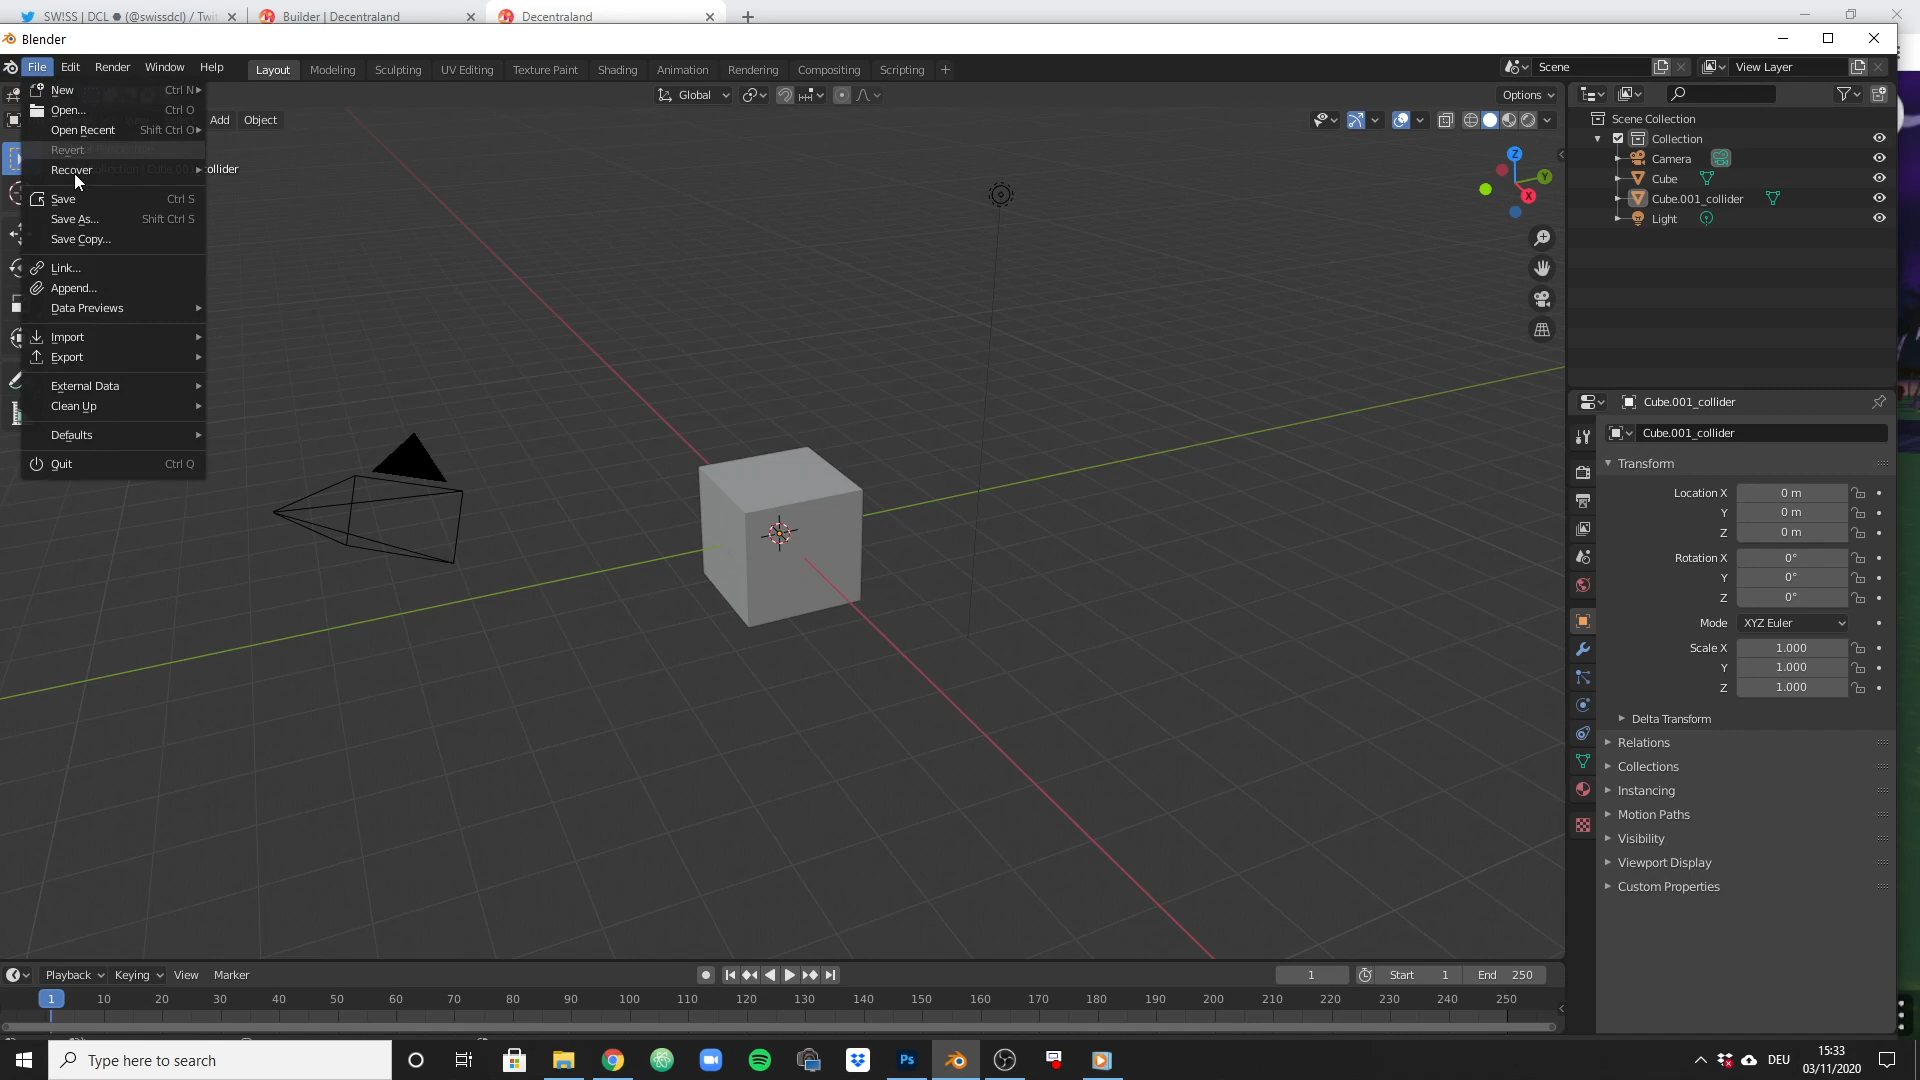 SWISS | DCL ● (@swissdcl) / Twit
Builder | Decentraland
Decentraland
Blender
File Edit Render Window Help
Layout Modeling Sculpting UV Editing Texture Paint Shading Animation Rendering Compositing Scripting
Scene
View Layer
New Ctrl N
Open... Ctrl O
Open Recent Shift Ctrl O
Revert
Recover
Save Ctrl S
Save As... Shift Ctrl S
Save Copy...
Link...
Append...
Data Previews
Import
Export
External Data
Clean Up
Defaults
Quit Ctrl Q
Global
Options
Add Object
ollider
Z
Y
X
Scene Collection
Collection
Camera
Cube
Cube.001_collider
Light
Cube.001_collider
Cube.001_collider
Transform
Location X 0 m
Y 0 m
Z 0 m
Rotation X 0°
Y 0°
Z 0°
Mode XYZ Euler
Scale X 1.000
Y 1.000
Z 1.000
Delta Transform
Relations
Collections
Instancing
Motion Paths
Visibility
Viewport Display
Custom Properties
Playback Keying View Marker
1 Start 1 End 250
1 10 20 30 40 50 60 70 80 90 100 110 120 130 140 150 160 170 180 190 200 210 220 230 240 250
Type here to search
Ps
DEU
15:33
03/11/2020